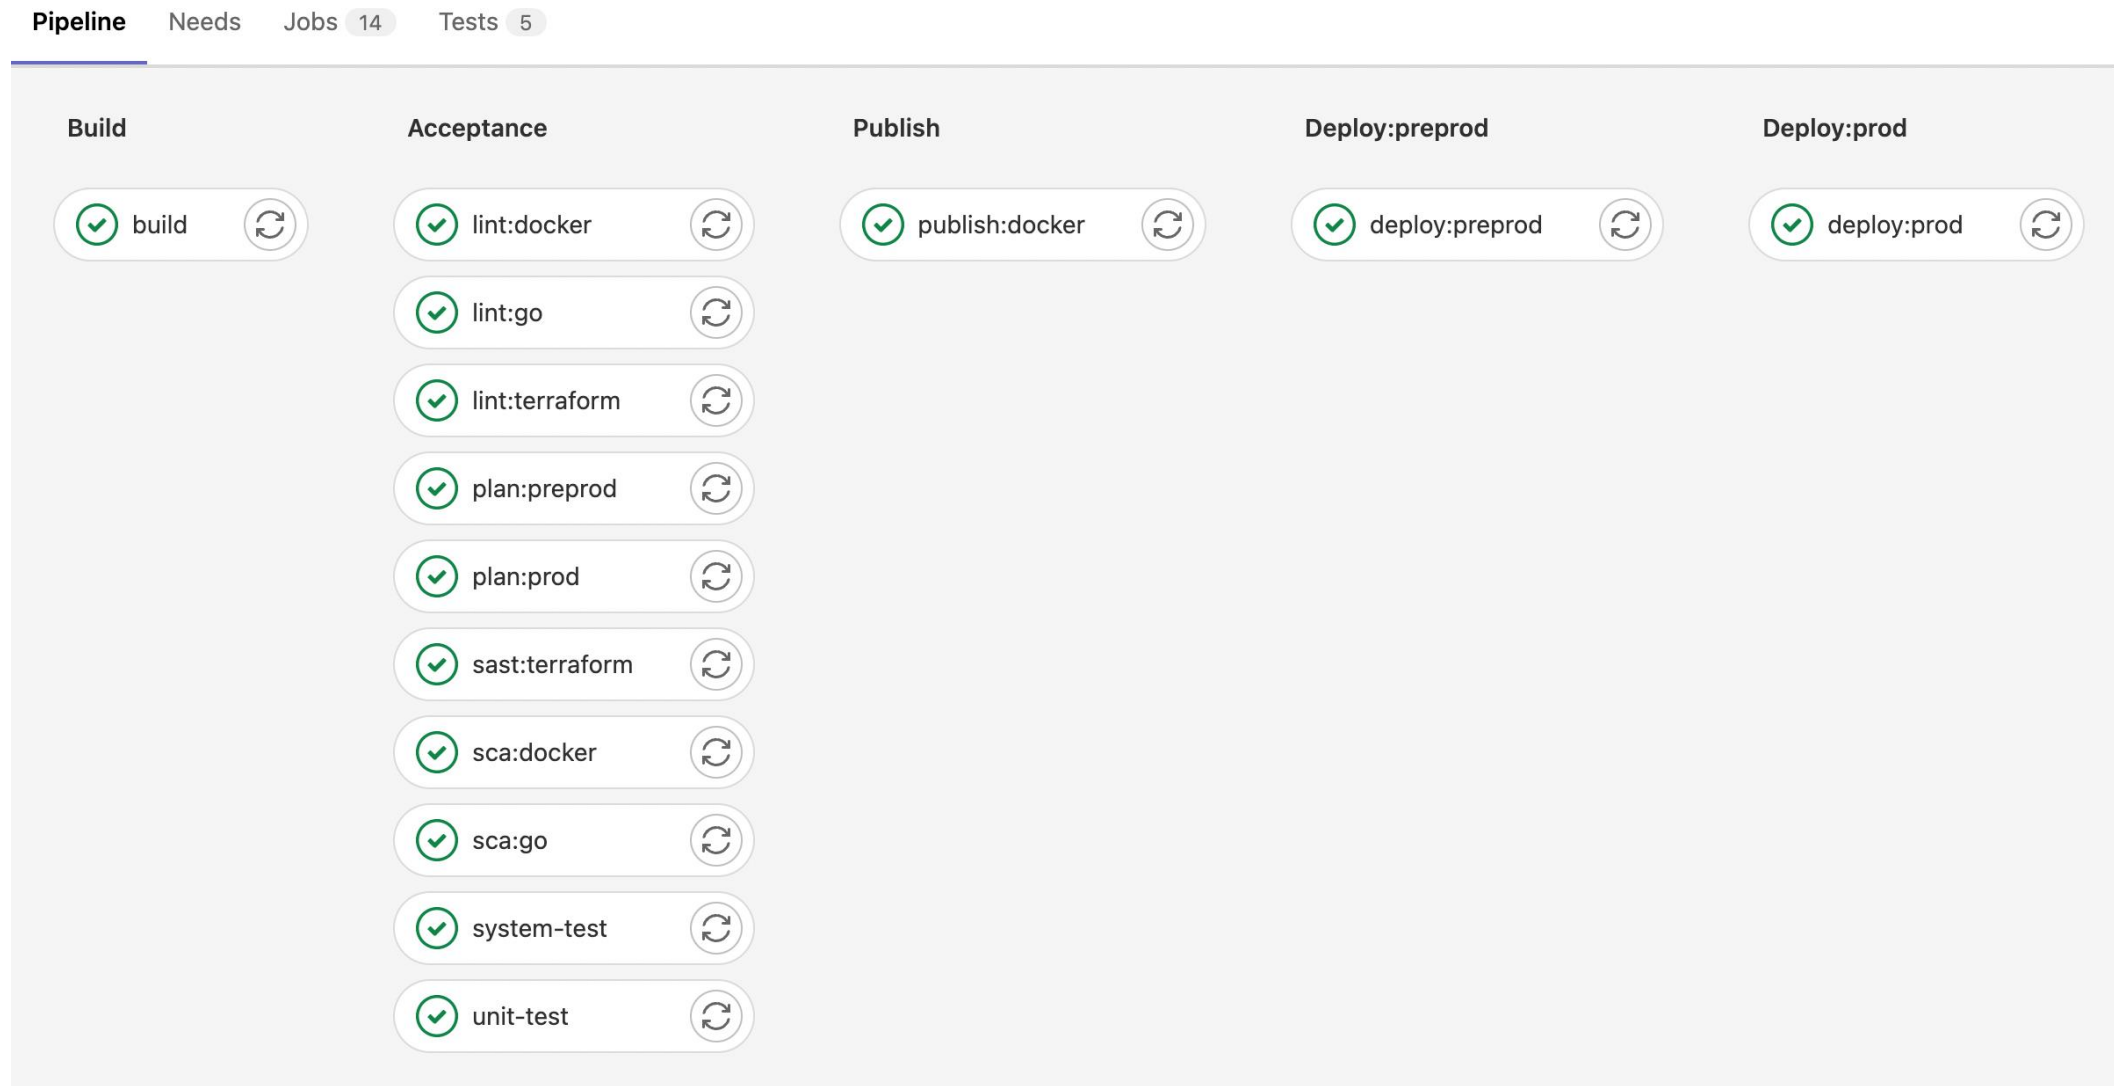 Pipeline Needs Jobs 14 Tests 5
Build Acceptance Publish Deploy:preprod Deploy:prod
build lint:docker publish:docker deploy:preprod deploy:prod
lint:go
lint:terraform
plan:preprod
plan:prod
sast:terraform
sca:docker
sca:go
system-test
unit-test